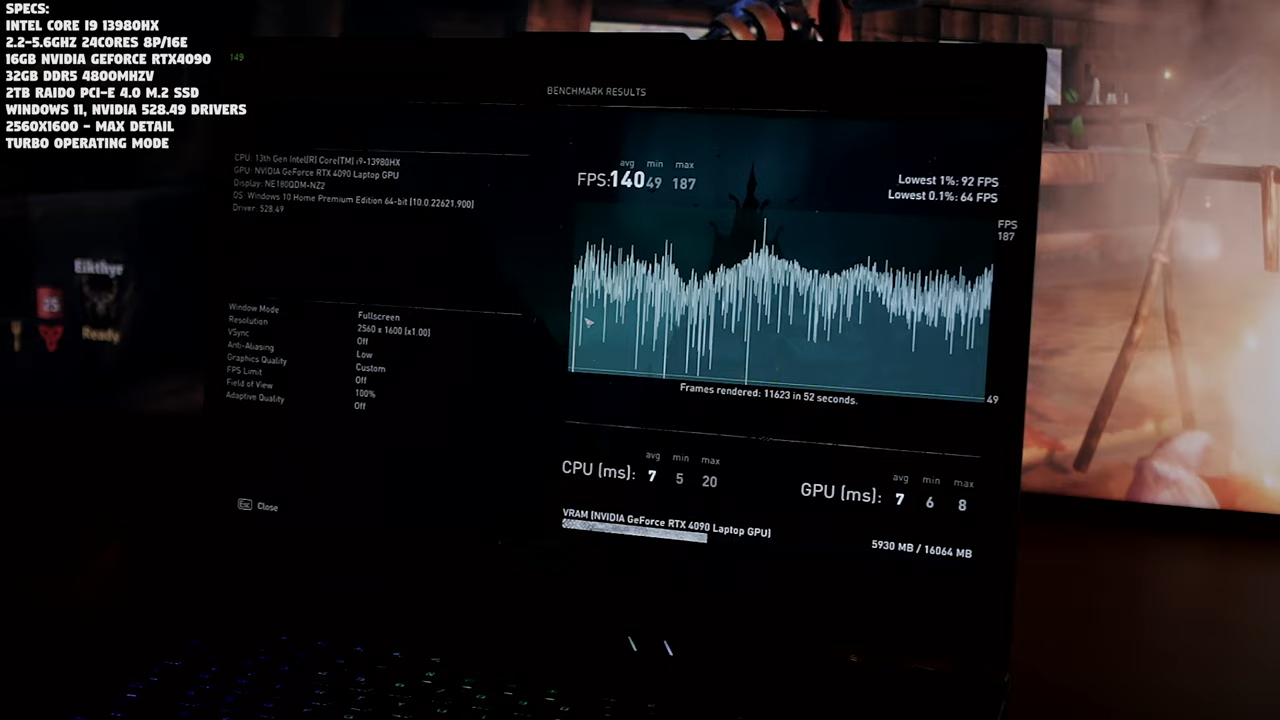 SPECS:
INTEL CORE I9 13980HX
2.2-5.6GHZ 24CORES 8P/16E
16GB NVIDIA GEFORCE RTX4090
32GB DDR5 4800MHZV
2TB RAID0 PCI-E 4.0 M.2 SSD
WINDOWS 11, NVIDIA 528.49 DRIVERS
2560X1600 - MAX DETAIL
TURBO OPERATING MODE
149
BENCHMARK RESULTS
CPU: 13th Gen Intel(R) Core(TM) i9-13980HX
GPU: NVIDIA GeForce RTX 4090 Laptop GPU
Display: NE180QDM-NZ2
OS: Windows 10 Home Premium Edition 64-bit (10.0.22621.900)
Driver: 528.49
avg min max
FPS: 140 49 187
Lowest 1%: 92 FPS
Lowest 0.1%: 64 FPS
FPS
187
49
Frames rendered: 11623 in 52 seconds.
Window Mode Fullscreen
Resolution 2560 x 1600 (x1.00)
VSync Off
Anti-Aliasing Low
Graphics Quality Custom
FPS Limit Off
Field of View 100%
Adaptive Quality Off
avg min max
CPU (ms): 7 5 20
avg min max
GPU (ms): 7 6 8
VRAM (NVIDIA GeForce RTX 4090 Laptop GPU)
5930 MB / 16064 MB
Esc Close
Eikthyr
25
Ready